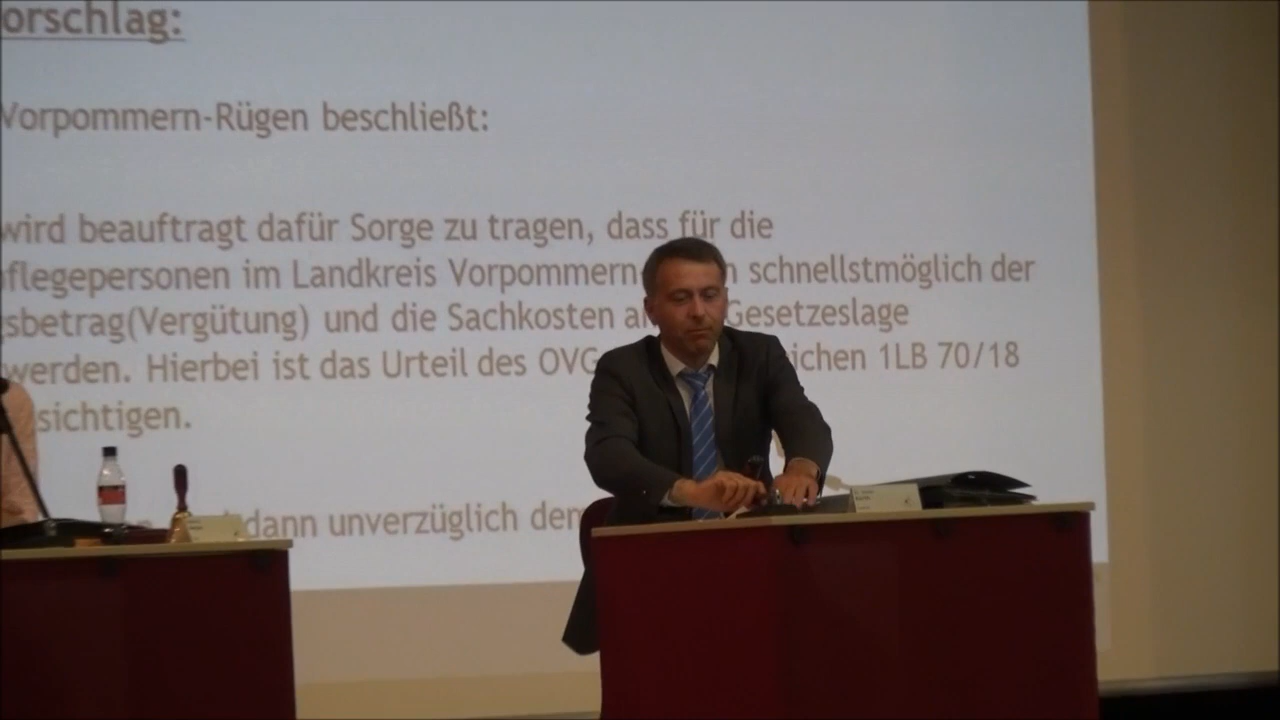 orschlag:
Vorpommern-Rügen beschließt:
wird beauftragt dafür Sorge zu tragen, dass für die
pflegepersonen im Landkreis Vorpommern schnellstmöglich der
gsbetrag(Vergütung) und die Sachkosten Gesetzeslage
werden. Hierbei ist das Urteil des OVG eichen 1LB 70/18
sichtigen.
dann unverzüglich dem